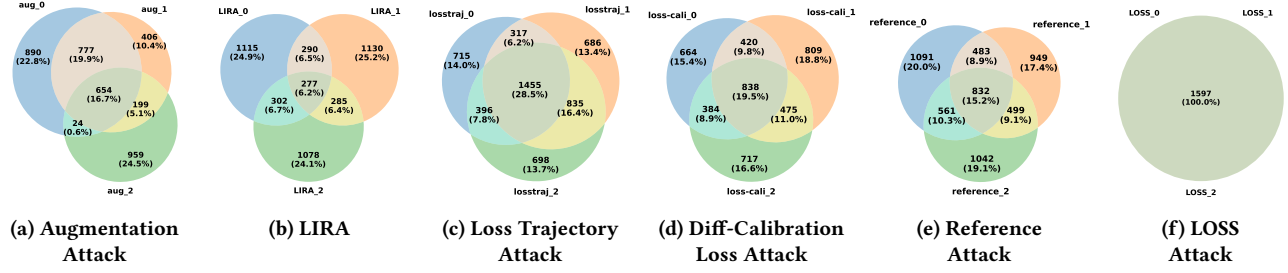 aug_0
aug_1
890
(22.8%)
777
(19.9%)
406
(10.4%)
654
(16.7%)
199
(5.1%)
24
(0.6%)
959
(24.5%)
aug_2
(a) Augmentation
Attack
LIRA_0
LIRA_1
1115
(24.9%)
290
(6.5%)
1130
(25.2%)
277
(6.2%)
302
(6.7%)
285
(6.4%)
1078
(24.1%)
LIRA_2
(b) LIRA
losstraj_0
losstraj_1
715
(14.0%)
317
(6.2%)
686
(13.4%)
1455
(28.5%)
396
(7.8%)
835
(16.4%)
698
(13.7%)
losstraj_2
(c) Loss Trajectory
Attack
loss-cali_0
loss-cali_1
664
(15.4%)
420
(9.8%)
809
(18.8%)
838
(19.5%)
384
(8.9%)
475
(11.0%)
717
(16.6%)
loss-cali_2
(d) Diff-Calibration
Loss Attack
reference_0
reference_1
1091
(20.0%)
483
(8.9%)
949
(17.4%)
832
(15.2%)
561
(10.3%)
499
(9.1%)
1042
(19.1%)
reference_2
(e) Reference
Attack
LOSS_0
LOSS_1
1597
(100.0%)
LOSS_2
(f) LOSS
Attack